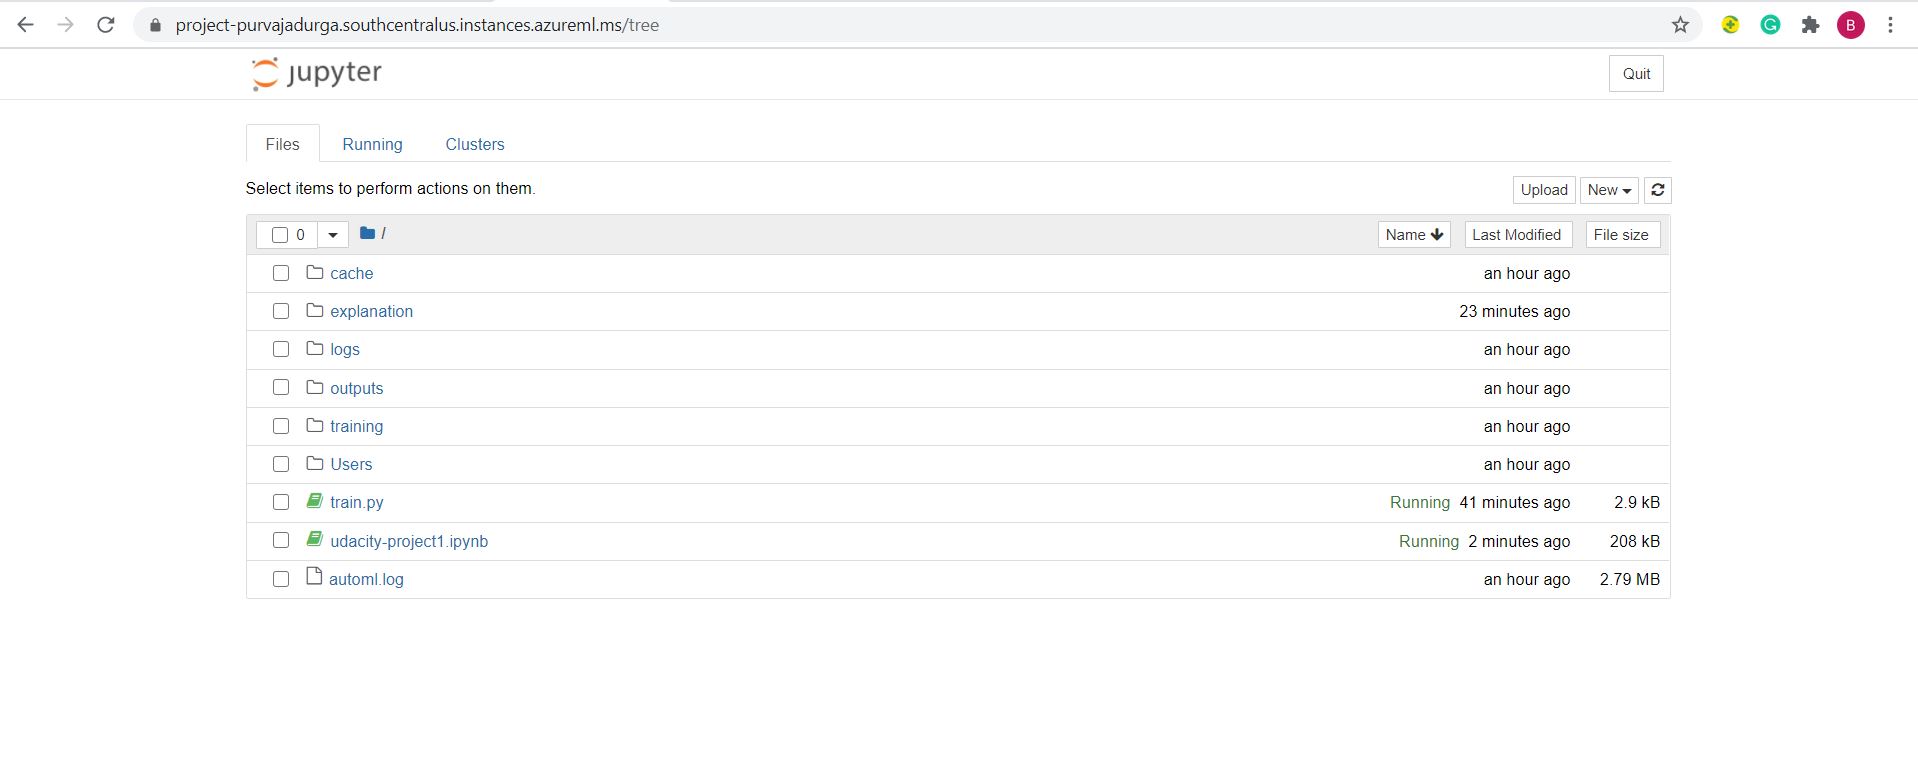 project-purvajadurga.southcentralus.instances.azureml.ms/tree
B
jupyter
Quit
Files Running Clusters
Select items to perform actions on them.
Upload New
0 / Name Last Modified File size
cache an hour ago
explanation 23 minutes ago
logs an hour ago
outputs an hour ago
training an hour ago
Users an hour ago
train.py Running 41 minutes ago 2.9 kB
udacity-project1.ipynb Running 2 minutes ago 208 kB
automl.log an hour ago 2.79 MB